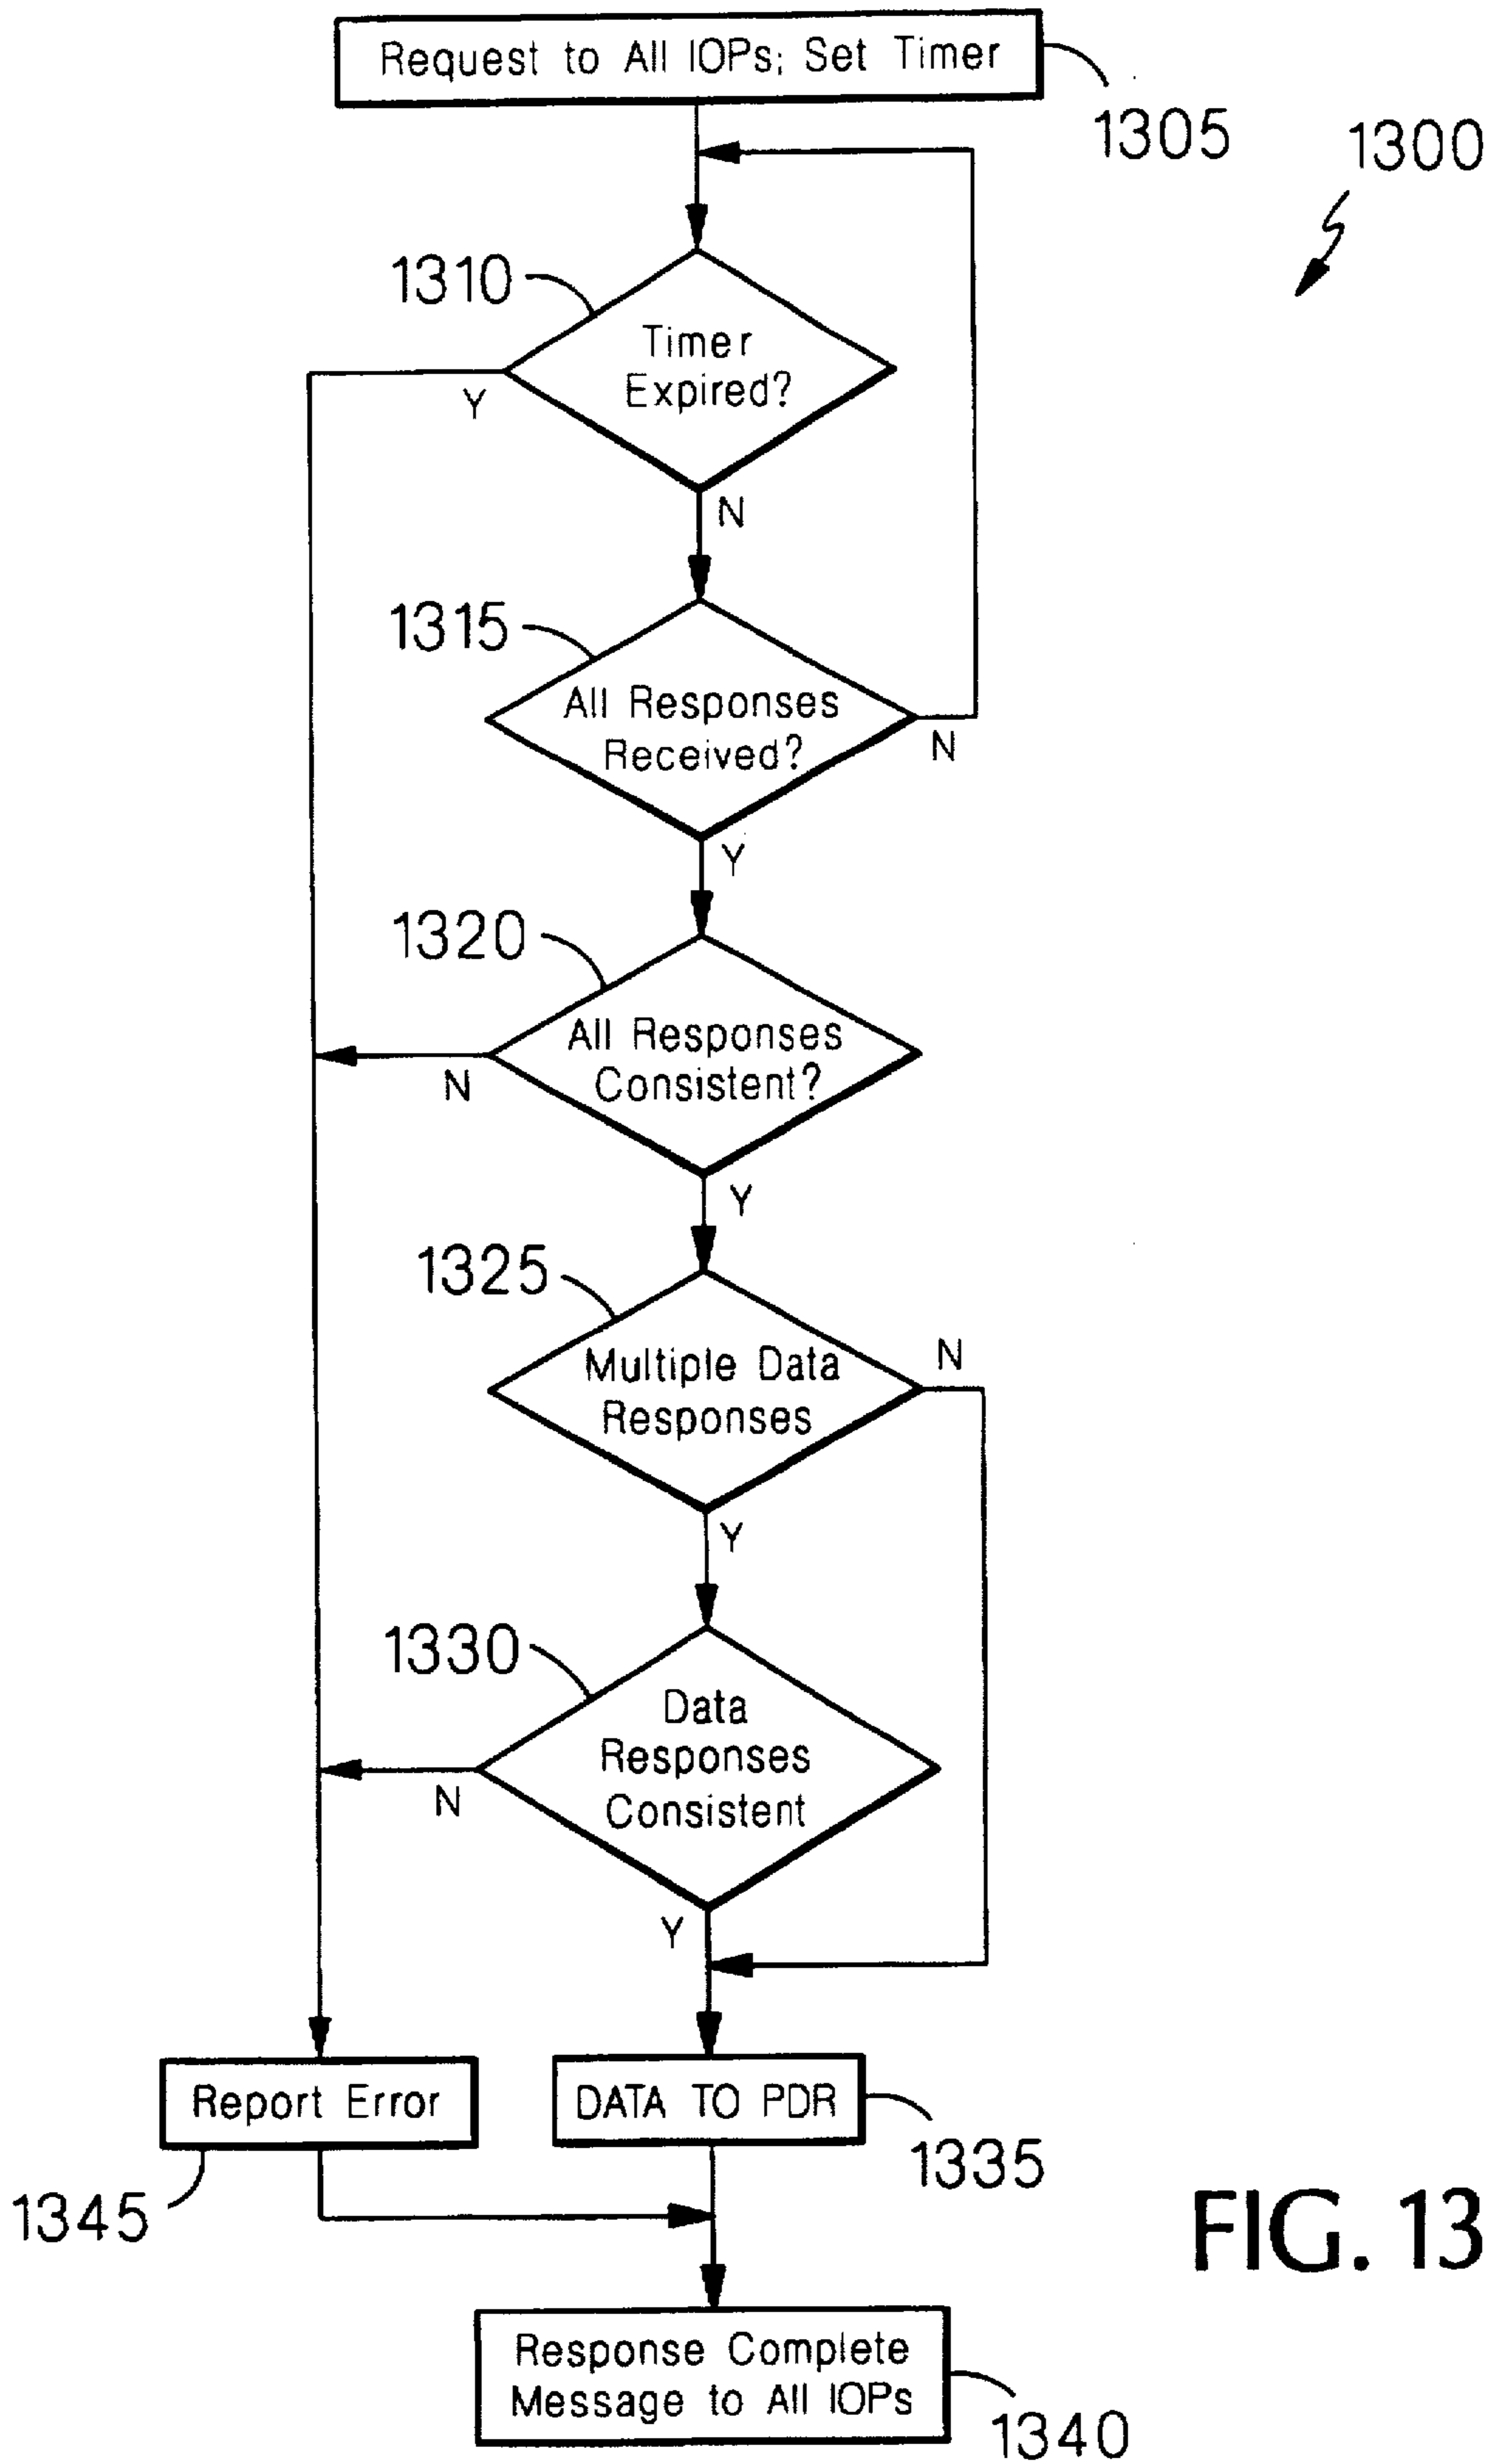 Request to All IOPs; Set Timer
1305
1300
1310
Timer
Expired?
Y
N
1315
All Responses
Received?
N
Y
1320
All Responses
Consistent?
N
Y
1325
Multiple Data
Responses
N
Y
1330
Data
Responses
Consistent
N
Y
Report Error
DATA TO PDR
1345
1335
FIG. 13
Response Complete
Message to All IOPs
1340